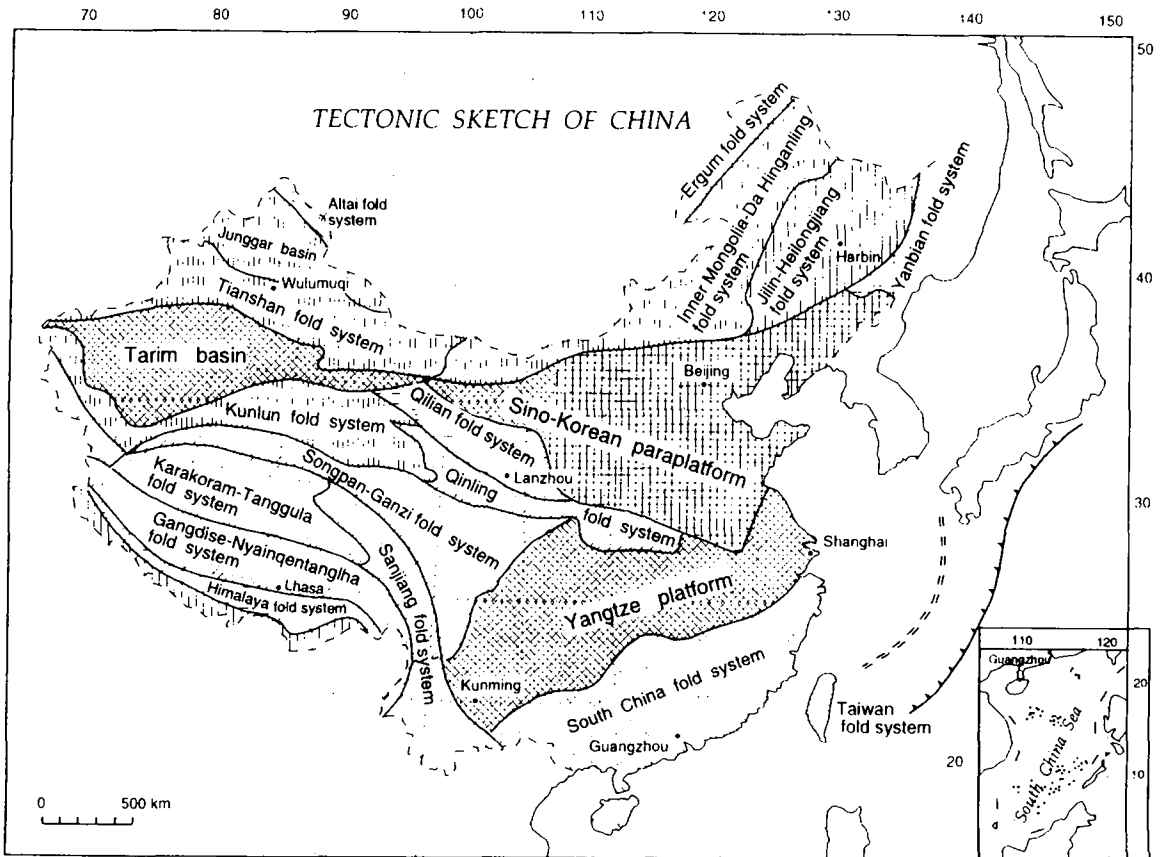 70 80 90 100 110 120 130 140 150
50
TECTONIC SKETCH OF CHINA
Ergum fold system
Inner Mongolia-Da Hinganling
fold system
Jilin-Heilongjiang
fold system
Yanbian fold system
Altai fold
system
Junggar basin
Harbin
Wulumuqi
40
Tianshan fold system
Tarim basin
Beijing
Sino-Korean paraplatform
Qilian fold system
Kunlun fold system
Songpan-Ganzi fold system
Lanzhou
Qinling
fold system
Karakoram-Tanggula
fold system
30
Gangdise-Nyainqentanglha
fold system
Shanghai
Sanjiang fold system
Lhasa
Himalaya fold system
Yangtze platform
Kunming
South China fold system
Guangzhou
Taiwan
fold system
20
0 500 km
110 120
Guangzhou
20
South China Sea
10